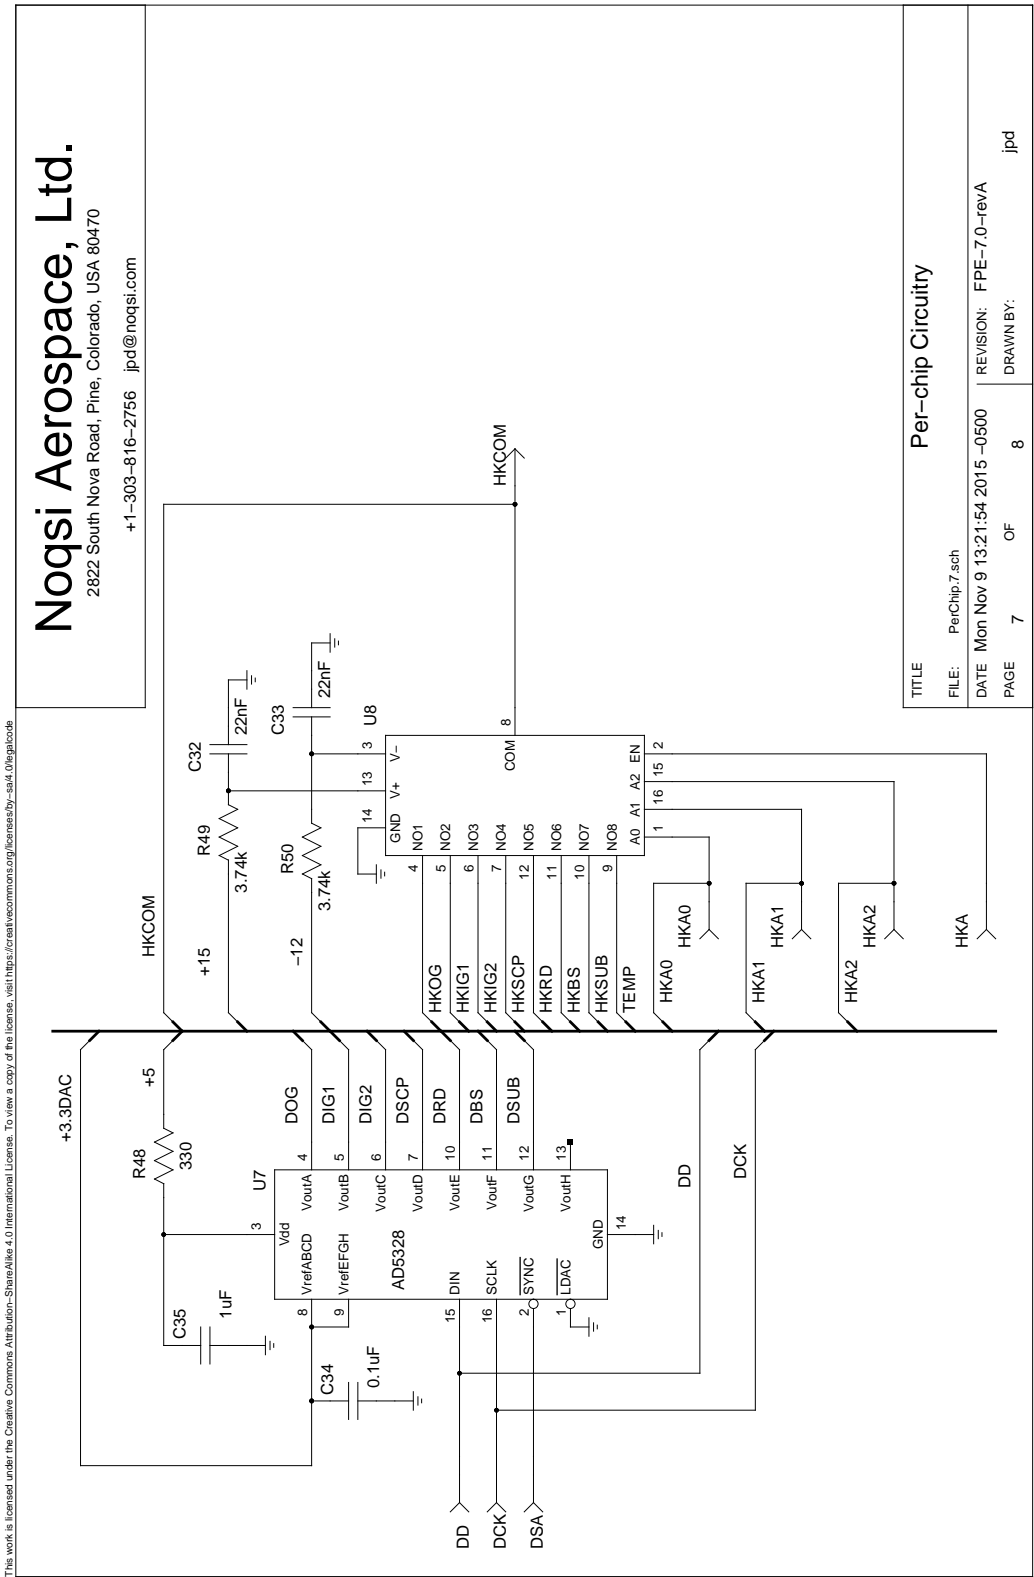 This work is licensed under the Creative Commons Attribution−ShareAlike 4.0 International License. To view a copy of the license, visit https://creativecommons.org/licenses/by−sa/4.0/legalcode
Noqsi Aerospace, Ltd.
2822 South Nova Road, Pine, Colorado, USA 80470
+1−303−816−2756 jpd@noqsi.com
+3.3DAC
+5
R48
330
C35
1uF
C34
0.1uF
U7
AD5328
3
Vdd
8
VrefABCD
9
VrefEFGH
15
DIN
16
SCLK
2
SYNC
1
LDAC
GND
14
VoutA
4
DOG
VoutB
5
DIG1
VoutC
6
DIG2
VoutD
7
DSCP
VoutE
10
DRD
VoutF
11
DBS
VoutG
12
DSUB
VoutH
13
DD
DCK
DD
DCK
DSA
HKCOM
+15
R49
3.74k
C32
22nF
−12
R50
3.74k
C33
22nF
U8
14
GND
13
V+
3
V−
HKOG
4
NO1
HKIG1
5
NO2
HKIG2
6
NO3
HKSCP
7
NO4
HKRD
12
NO5
HKBS
11
NO6
HKSUB
10
NO7
TEMP
9
NO8
COM
8
HKCOM
A0
1
A1
16
A2
15
EN
2
HKA0
HKA0
HKA1
HKA1
HKA2
HKA2
HKA
TITLE
Per−chip Circuitry
FILE: PerChip.7.sch
REVISION: FPE−7.0−revA
DATE Mon Nov 9 13:21:54 2015 −0500
PAGE 7 OF 8
DRAWN BY: jpd